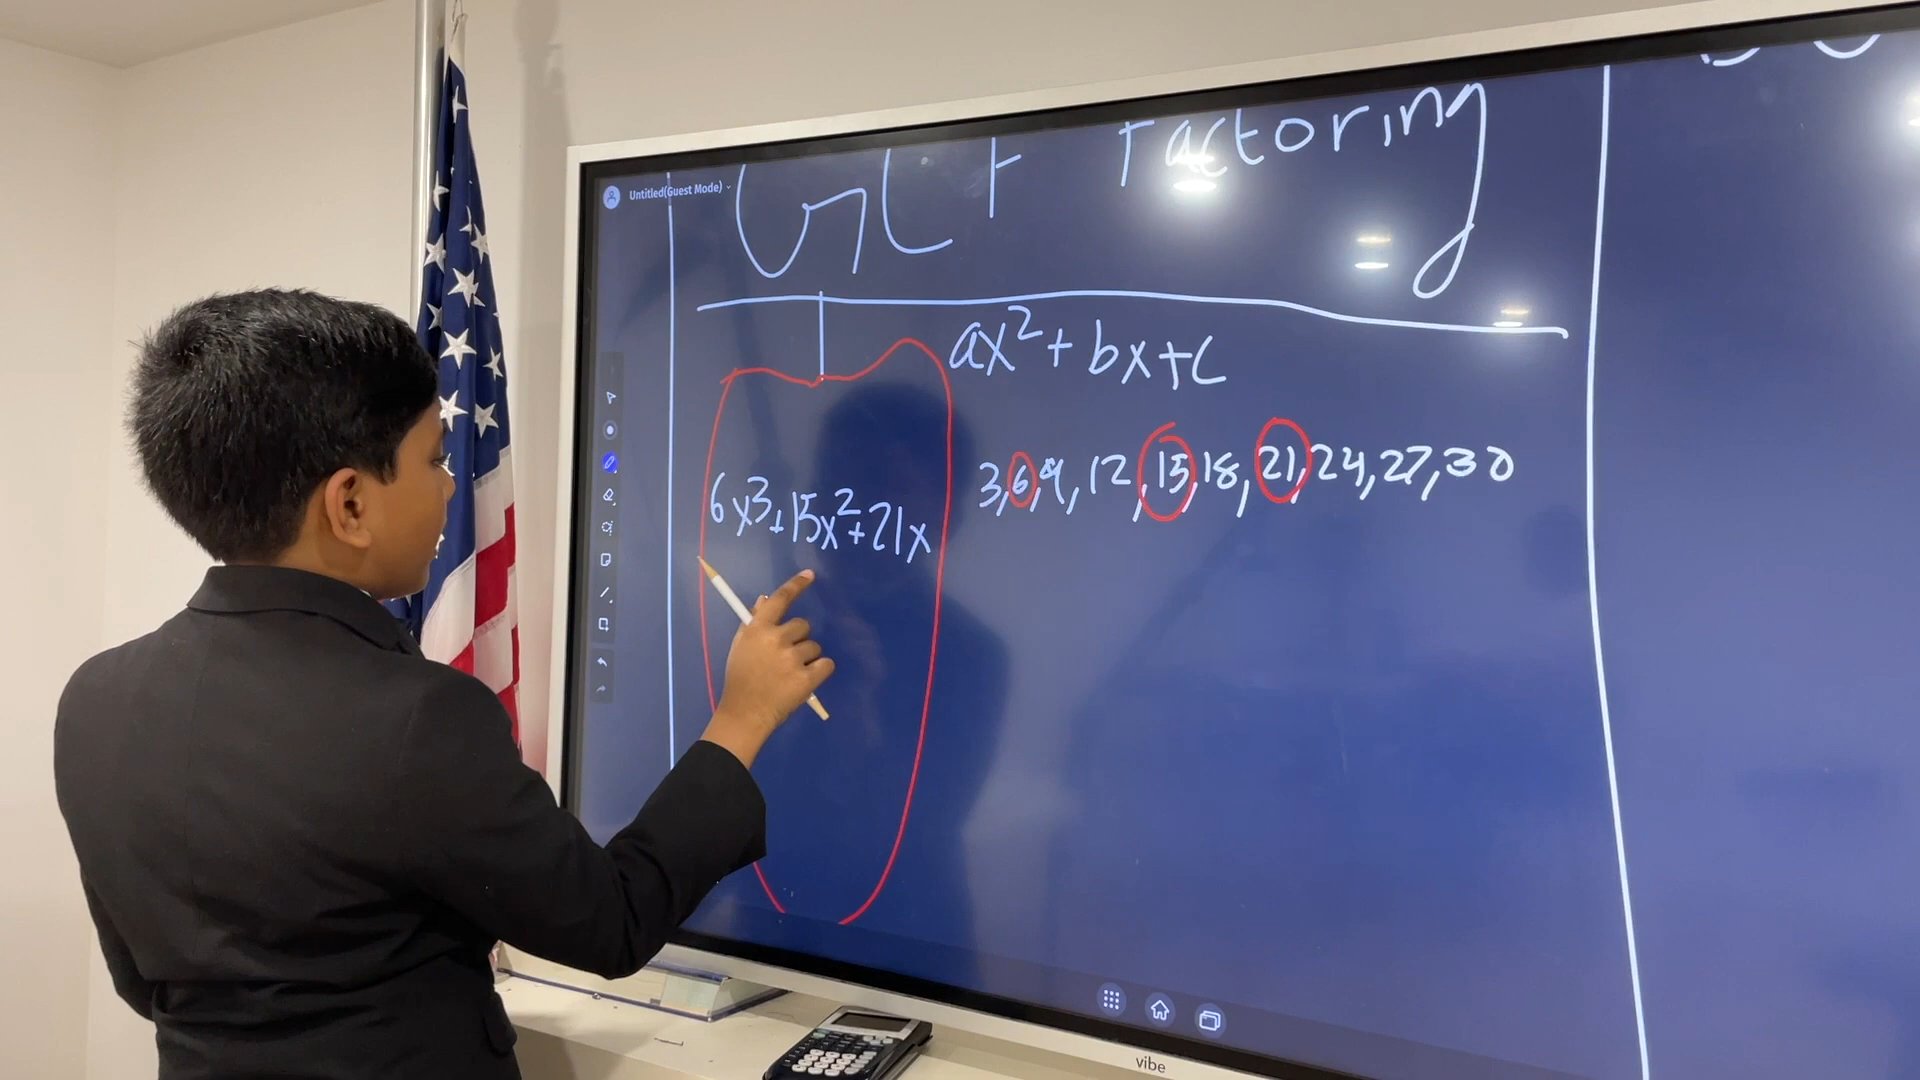 Untitled(Guest Mode)
GCF Factoring
ax²+bx+c
3,6,9,12,15,18,21,24,27,30
6x³+15x²+21x
vibe